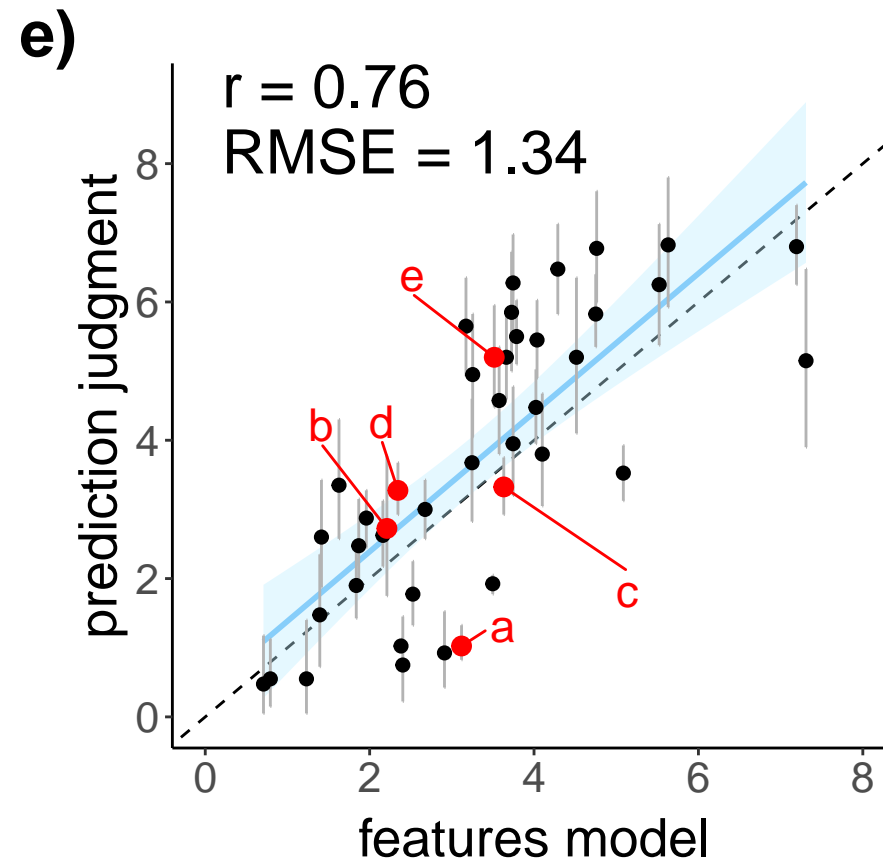 e)
r = 0.76
RMSE = 1.34
prediction judgment
8
6
4
2
0
e
b
d
c
a
0 2 4 6 8
features model